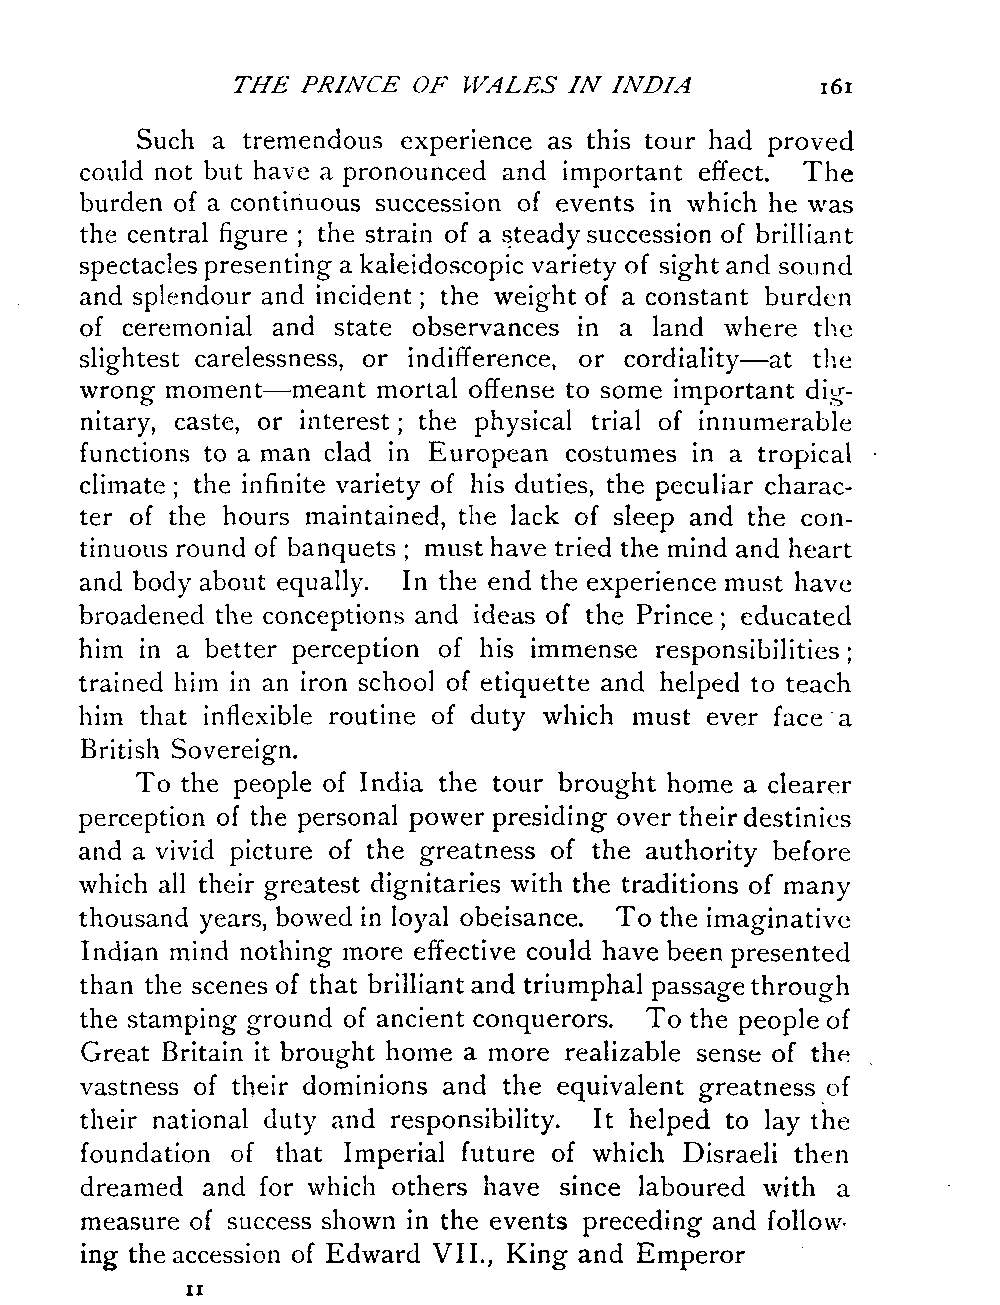 THE PRINCE OF WALES IN INDIA 161
Such a tremendous experience as this tour had proved
could not but have a pronounced and important effect. The
burden of a continuous succession of events in which he was
the central figure ; the strain of a steady succession of brilliant
spectacles presenting a kaleidoscopic variety of sight and sound
and splendour and incident ; the weight of a constant burden
of ceremonial and state observances in a land where the
slightest carelessness, or indifference, or cordiality—at the
wrong moment—meant mortal offense to some important dig-
nitary, caste, or interest ; the physical trial of innumerable
functions to a man clad in European costumes in a tropical
climate ; the infinite variety of his duties, the peculiar charac-
ter of the hours maintained, the lack of sleep and the con-
tinuous round of banquets ; must have tried the mind and heart
and body about equally. In the end the experience must have
broadened the conceptions and ideas of the Prince ; educated
him in a better perception of his immense responsibilities ;
trained him in an iron school of etiquette and helped to teach
him that inflexible routine of duty which must ever face a
British Sovereign.
To the people of India the tour brought home a clearer
perception of the personal power presiding over their destinies
and a vivid picture of the greatness of the authority before
which all their greatest dignitaries with the traditions of many
thousand years, bowed in loyal obeisance. To the imaginative
Indian mind nothing more effective could have been presented
than the scenes of that brilliant and triumphal passage through
the stamping ground of ancient conquerors. To the people of
Great Britain it brought home a more realizable sense of the
vastness of their dominions and the equivalent greatness of
their national duty and responsibility. It helped to lay the
foundation of that Imperial future of which Disraeli then
dreamed and for which others have since laboured with a
measure of success shown in the events preceding and follow-
ing the accession of Edward VII., King and Emperor
11